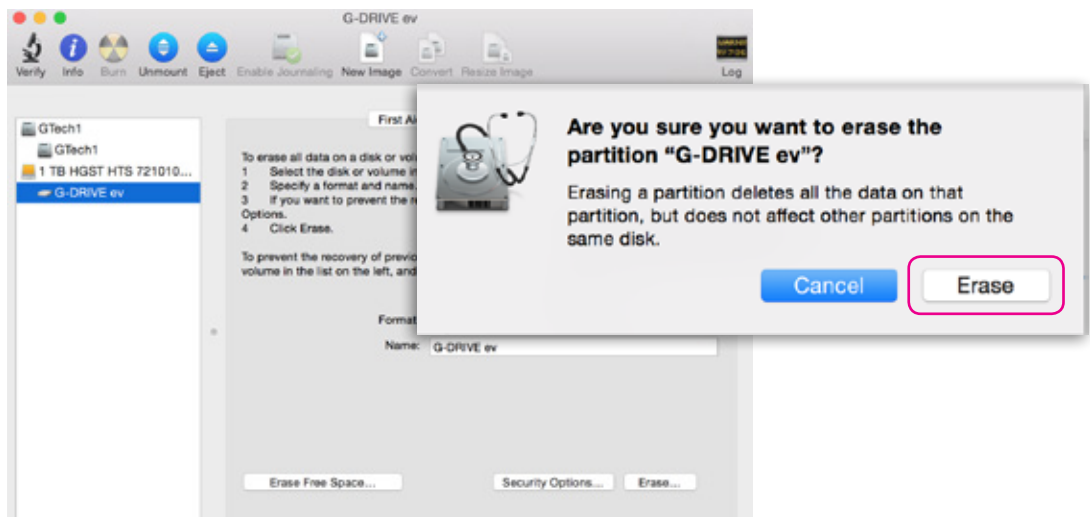 G-DRIVE ev
Verify Info Burn Unmount Eject Enable Journaling New Image Convert Resize Image Log
GTech1
GTech1
1 TB HGST HTS 721010...
G-DRIVE ev
First
To erase all data on a disk or
1 Select the disk or volume
2 Specify a format and name.
3 If you want to prevent the
Options.
4 Click Erase.
To prevent the recovery of
volume in the list on the left, and
Format
Name: G-DRIVE ev
Erase Free Space... Security Options... Erase...
Are you sure you want to erase the
partition “G-DRIVE ev”?
Erasing a partition deletes all the data on that
partition, but does not affect other partitions on the
same disk.
Cancel Erase